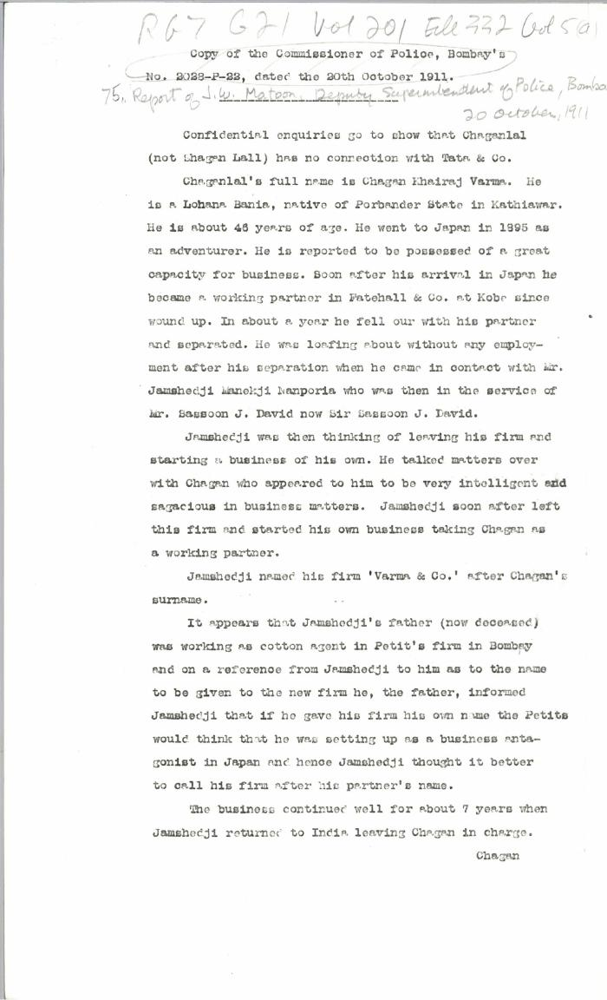 RG7 G21 Vol 201 File 332 Vol 5(a)
Copy of the Commissioner of Police, Bombay's
No. 2028-P-22, dated the 20th October 1911.
75. Report of J.W. Matoon, Deputy Superintendent of Police, Bomba
20 October, 1911
Confidential enquiries go to show that Chaganlal
(not Shagan Lall) has no connection with Tata & Co.
Chaganlal's full name is Chagan Khairaj Varma. He
is a Lohana Bania, native of Porbander State in Kathiawar.
He is about 46 years of age. He went to Japan in 1895 as
an adventurer. He is reported to be possessed of a great
capacity for business. Soon after his arrival in Japan he
became a working partner in Fatehall & Co. at Kobe since
wound up. In about a year he fell our with his partner
and separated. He was loafing about without any employ-
ment after his separation when he came in contact with Mr.
Jamshedji Manekji Nanporia who was then in the service of
Mr. Sassoon J. David now Sir Sassoon J. David.
Jamshedji was then thinking of leaving his firm and
starting a business of his own. He talked matters over
with Chagan who appeared to him to be very intelligent and
sagacious in business matters. Jamshedji soon after left
this firm and started his own business taking Chagan as
a working partner.
Jamshedji named his firm 'Varma & Co.' after Chagan's
surname.
It appears that Jamshedji's father (now deceased)
was working as cotton agent in Petit's firm in Bombay
and on a reference from Jamshedji to him as to the name
to be given to the new firm he, the father, informed
Jamshedji that if he gave his firm his own name the Petits
would think that he was setting up as a business anta-
gonist in Japan and hence Jamshedji thought it better
to call his firm after his partner's name.
The business continued well for about 7 years when
Jamshedji returned to India leaving Chagan in charge.
Chagan